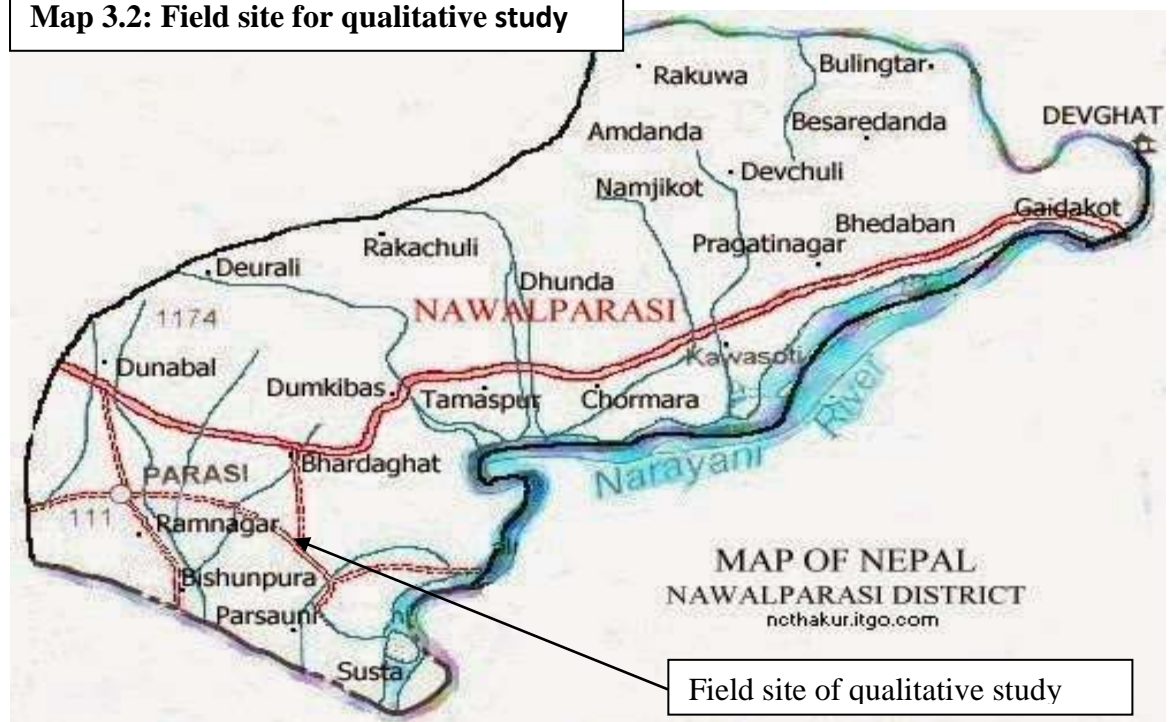 Map 3.2: Field site for qualitative study
Rakuwa
Bulingtar
DEVGHAT
Amdanda
Besaredanda
Devchuli
Namjikot
Gaidakot
Bhedaban
Pragatinagar
Rakachuli
Deurali
Dhunda
NAWALPARASI
1174
Kawasoti
Dunabal
Dumkibas
Tamaspur
Chormara
River
Narayani
Bhardaghat
PARASI
111
Ramnagar
Bishunpura
Parsauni
Susta
MAP OF NEPAL
NAWALPARASI DISTRICT
ncthakur.itgo.com
Field site of qualitative study